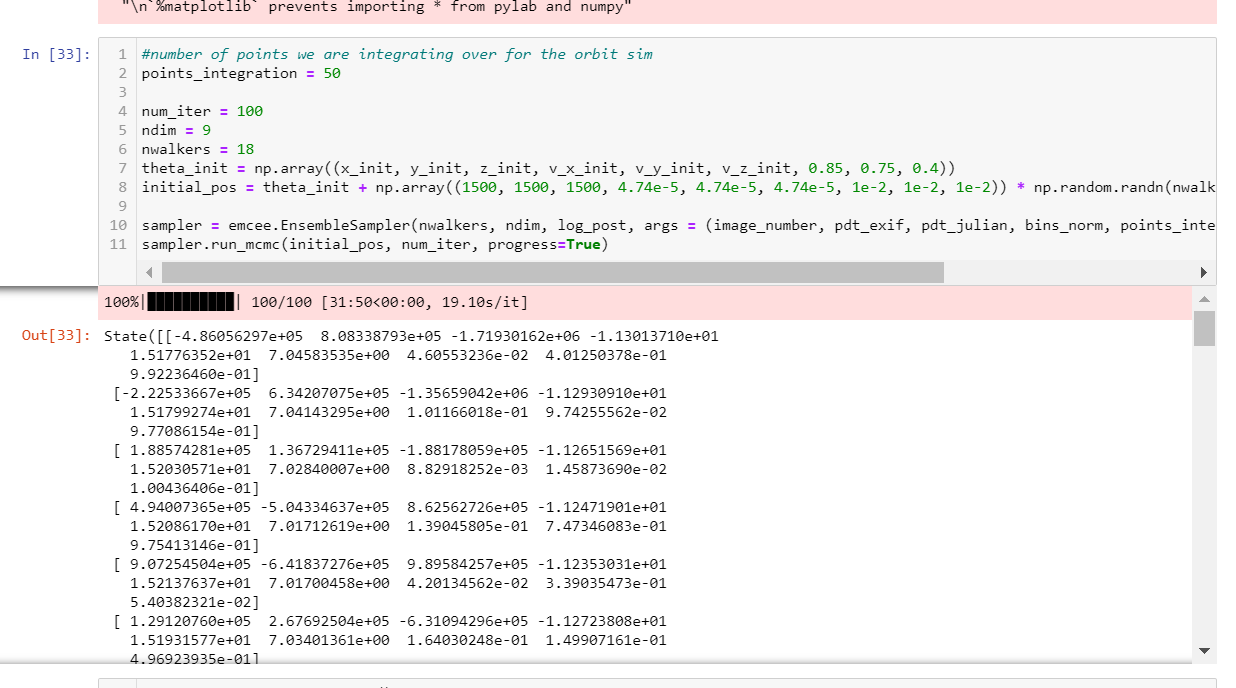 "\n`%matplotlib` prevents importing * from pylab and numpy"
In [33]:
1 #number of points we are integrating over for the orbit sim
2 points_integration = 50
3
4 num_iter = 100
5 ndim = 9
6 nwalkers = 18
7 theta_init = np.array((x_init, y_init, z_init, v_x_init, v_y_init, v_z_init, 0.85, 0.75, 0.4))
8 initial_pos = theta_init + np.array((1500, 1500, 1500, 4.74e-5, 4.74e-5, 4.74e-5, 1e-2, 1e-2, 1e-2)) * np.random.randn(nwalk
9
10 sampler = emcee.EnsembleSampler(nwalkers, ndim, log_post, args = (image_number, pdt_exif, pdt_julian, bins_norm, points_inte
11 sampler.run_mcmc(initial_pos, num_iter, progress=True)
100%|██████████| 100/100 [31:50<00:00, 19.10s/it]
Out[33]: State([[-4.86056297e+05 8.08338793e+05 -1.71930162e+06 -1.13013710e+01
1.51776352e+01 7.04583535e+00 4.60553236e-02 4.01250378e-01
9.92236460e-01]
[-2.22533667e+05 6.34207075e+05 -1.35659042e+06 -1.12930910e+01
1.51799274e+01 7.04143295e+00 1.01166018e-01 9.74255562e-02
9.77086154e-01]
[ 1.88574281e+05 1.36729411e+05 -1.88178059e+05 -1.12651569e+01
1.52030571e+01 7.02840007e+00 8.82918252e-03 1.45873690e-02
1.00436406e-01]
[ 4.94007365e+05 -5.04334637e+05 8.62562726e+05 -1.12471901e+01
1.52086170e+01 7.01712619e+00 1.39045805e-01 7.47346083e-01
9.75413146e-01]
[ 9.07254504e+05 -6.41837276e+05 9.89584257e+05 -1.12353031e+01
1.52137637e+01 7.01700458e+00 4.20134562e-02 3.39035473e-01
5.40382321e-02]
[ 1.29120760e+05 2.67692504e+05 -6.31094296e+05 -1.12723808e+01
1.51931577e+01 7.03401361e+00 1.64030248e-01 1.49907161e-01
4.96923935e-01]